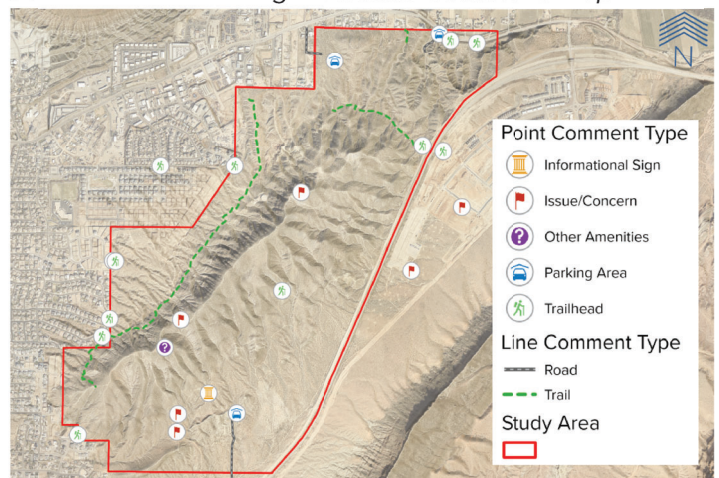 N
Point Comment Type
Informational Sign
Issue/Concern
?
Other Amenities
Parking Area
Trailhead
Line Comment Type
Road
Trail
Study Area
?